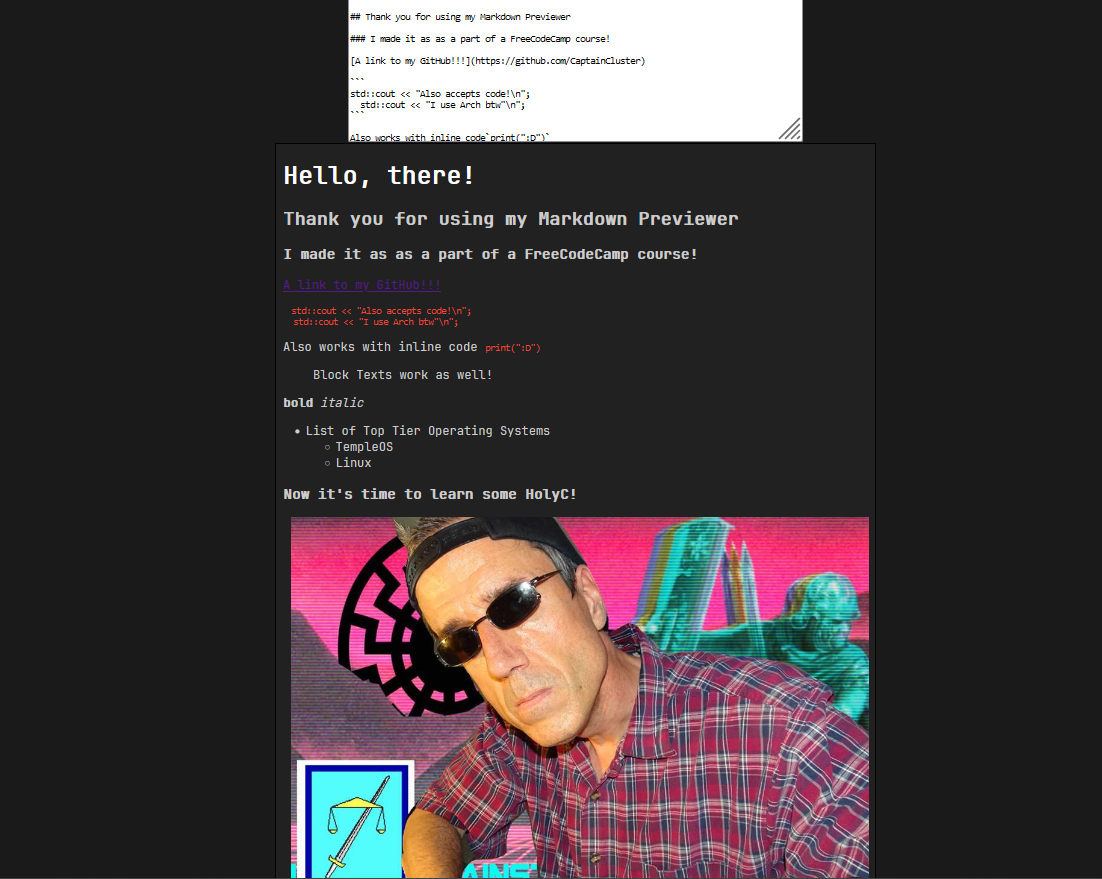 ## Thank you for using my Markdown Previewer
### I made it as as a part of a FreeCodeCamp course!
[A link to my GitHub!!!](https://github.com/CaptainCluster)
```
std::cout << "Also accepts code!\n";
  std::cout << "I use Arch btw"\n";
```
Also works with inline code`print(":D")`
Hello, there!
Thank you for using my Markdown Previewer
I made it as as a part of a FreeCodeCamp course!
A link to my GitHub!!!
std::cout << "Also accepts code!\n";
std::cout << "I use Arch btw"\n";
Also works with inline code print(":D")
Block Texts work as well!
bold italic
• List of Top Tier Operating Systems
○ TempleOS
○ Linux
Now it's time to learn some HolyC!